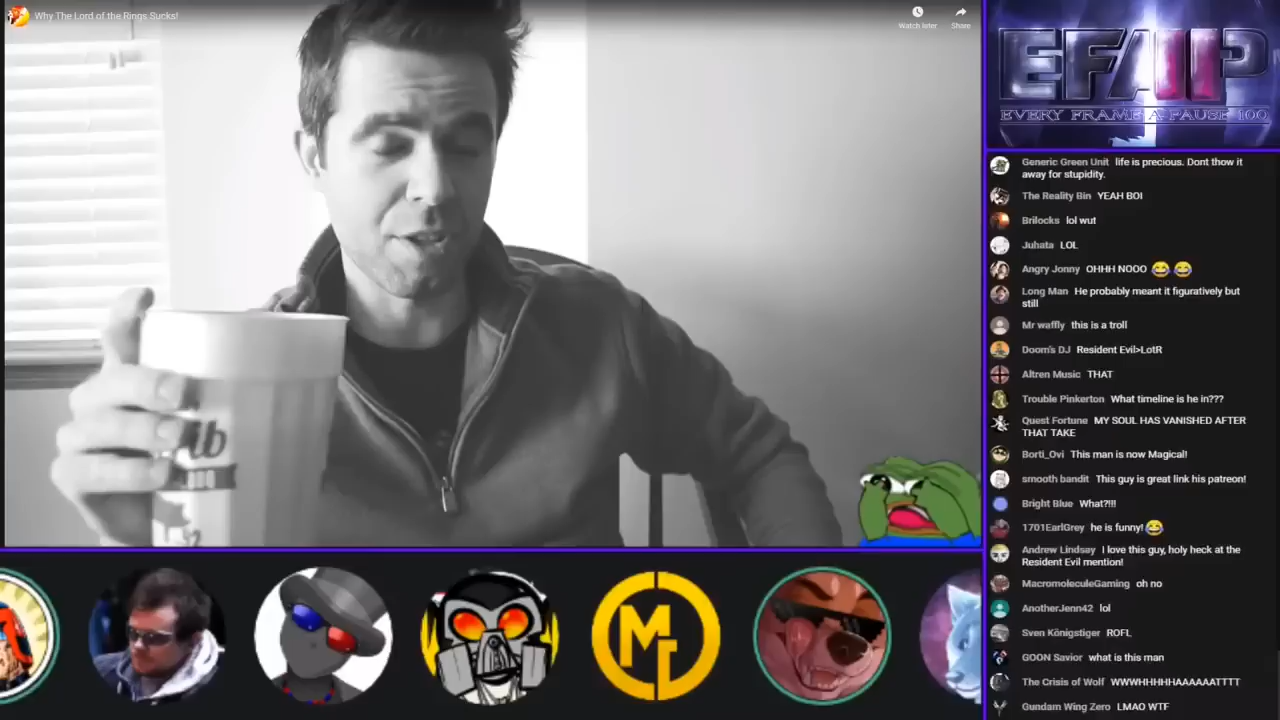 Why The Lord of the Rings Sucks!
Watch later
Share
EFAP
EVERY FRAME A PAUSE 100
Generic Green Unit life is precious. Dont thow it
away for stupidity.
The Reality Bin YEAH BOI
Brilocks lol wut
Juhata LOL
Angry Jonny OHHH NOOO 😂 😂
Long Man He probably meant it figuratively but
still
Mr waffly this is a troll
Doom's DJ Resident Evil>LotR
Altren Music THAT
Trouble Pinkerton What timeline is he in???
Quest Fortune MY SOUL HAS VANISHED AFTER
THAT TAKE
Borti_Ovi This man is now Magical!
smooth bandit This guy is great link his patreon!
Bright Blue What?!!!
1701EarlGrey he is funny! 😂
Andrew Lindsay I love this guy, holy heck at the
Resident Evil mention!
MacromoleculeGaming oh no
AnotherJenn42 lol
Sven Königstiger ROFL
GOON Savior what is this man
The Crisis of Wolf WWWHHHHHAAAAAATTTT
Gundam Wing Zero LMAO WTF